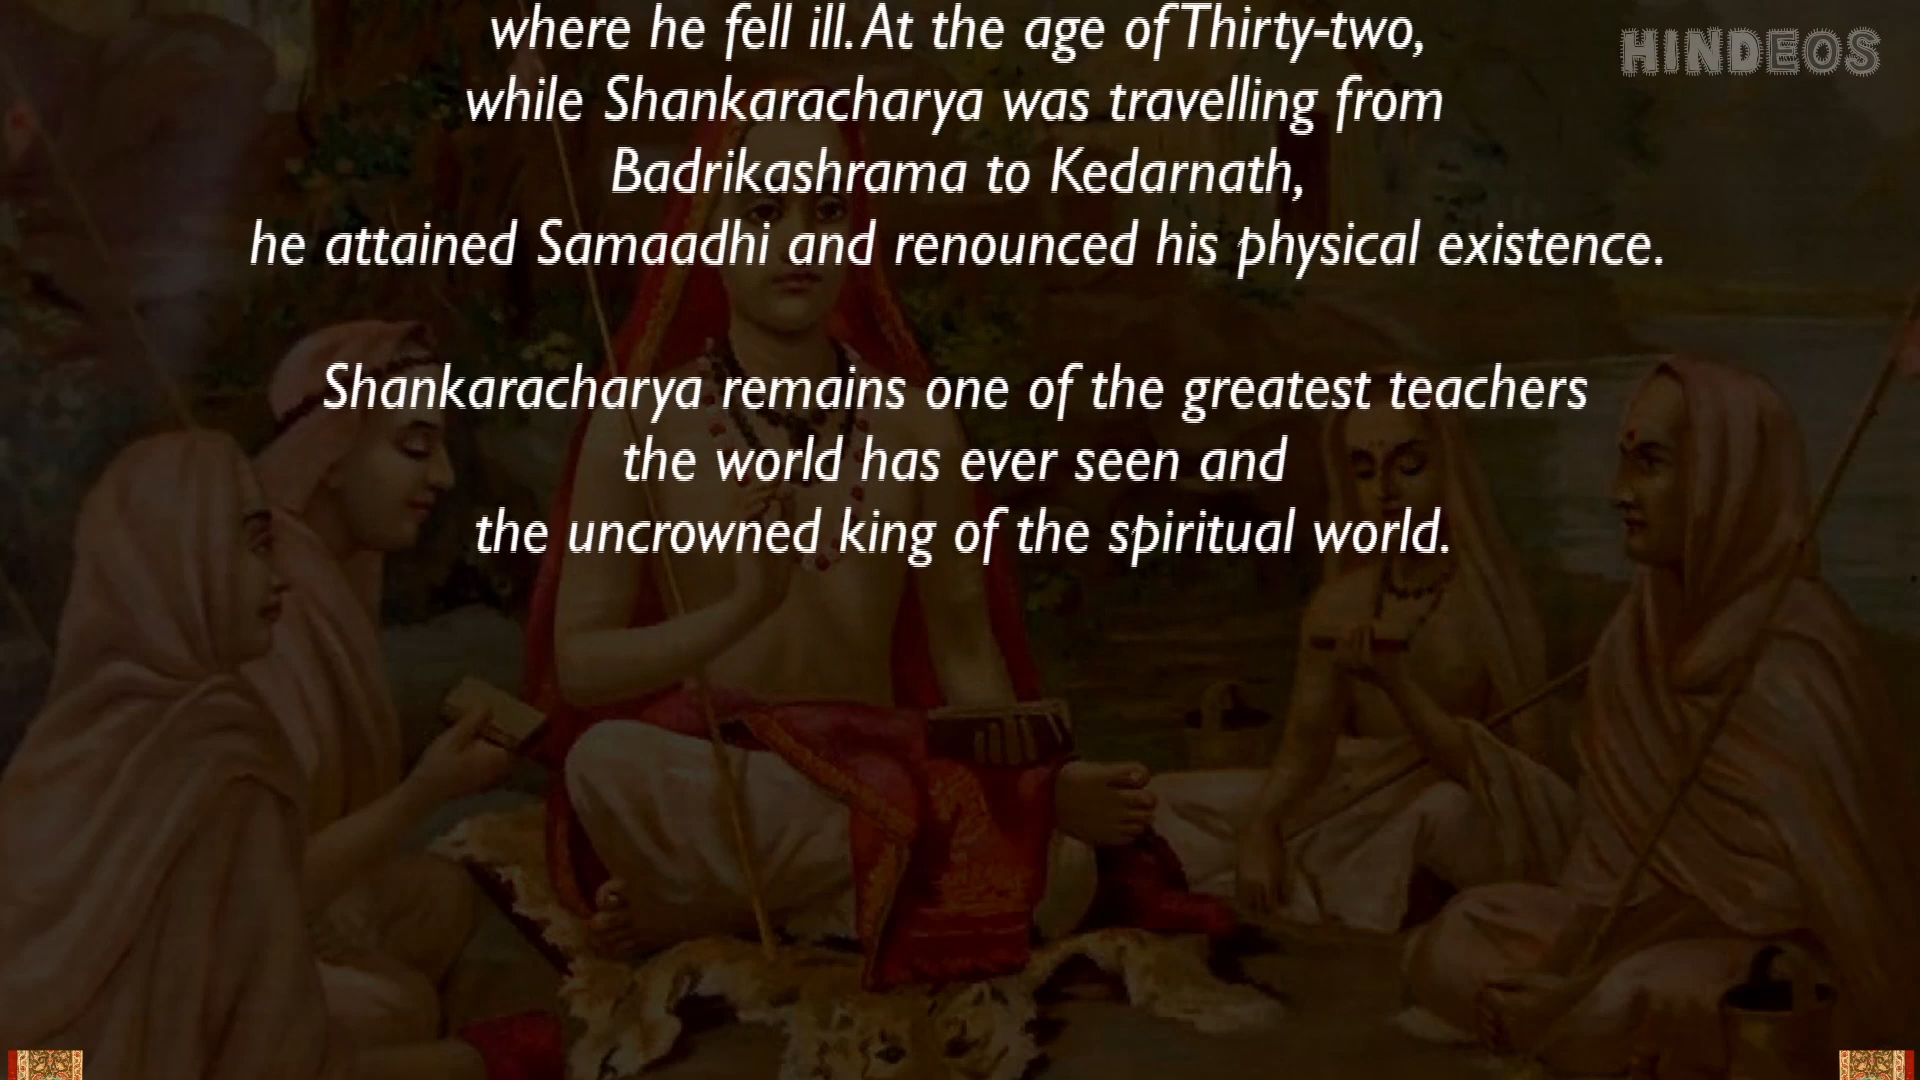 where he fell ill. At the age of Thirty-two,
HINDEOS
while Shankaracharya was travelling from
Badrikashrama to Kedarnath,
he attained Samaadhi and renounced his physical existence.
Shankaracharya remains one of the greatest teachers
the world has ever seen and
the uncrowned king of the spiritual world.